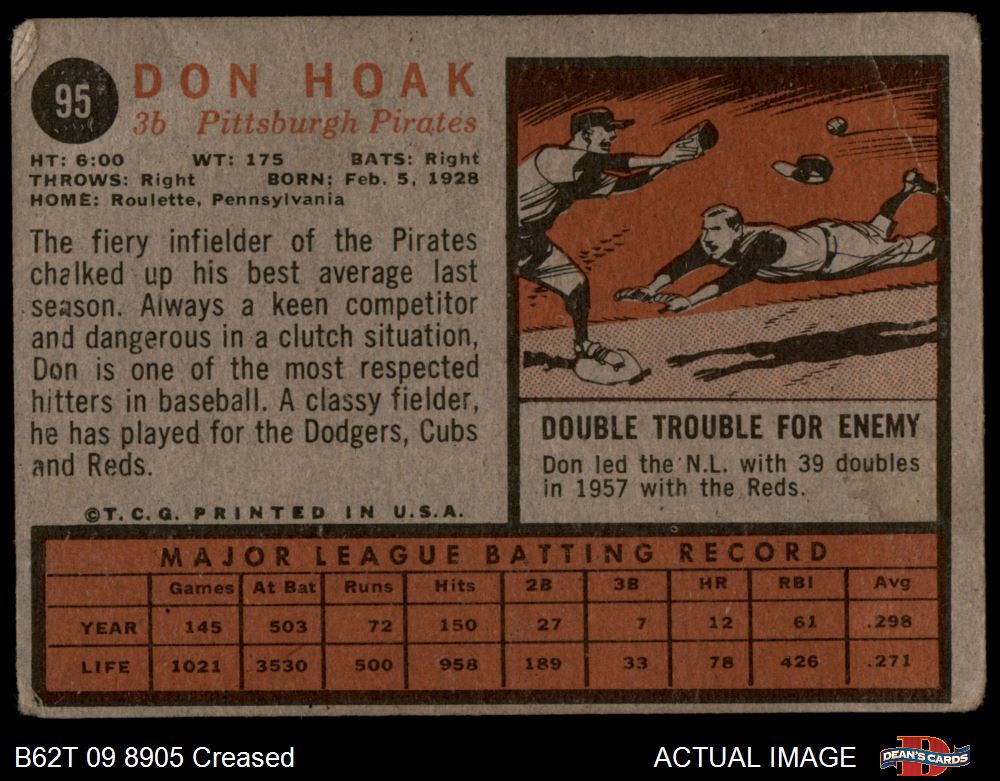 95
DON HOAK
3b Pittsburgh Pirates
HT: 6:00 WT: 175 BATS: Right
THROWS: Right BORN: Feb. 5, 1928
HOME: Roulette, Pennsylvania
The fiery infielder of the Pirates
chalked up his best average last
season. Always a keen competitor
and dangerous in a clutch situation,
Don is one of the most respected
hitters in baseball. A classy fielder,
he has played for the Dodgers, Cubs
and Reds.
©T.C.G. PRINTED IN U.S.A.
DOUBLE TROUBLE FOR ENEMY
Don led the N.L. with 39 doubles
in 1957 with the Reds.
MAJOR LEAGUE BATTING RECORD
Games At Bat Runs Hits 2B 3B HR RBI Avg
YEAR 145 503 72 150 27 7 12 61 .298
LIFE 1021 3530 500 958 189 33 78 426 .271
B62T 09 8905 Creased
ACTUAL IMAGE
D
DEAN'S CARDS